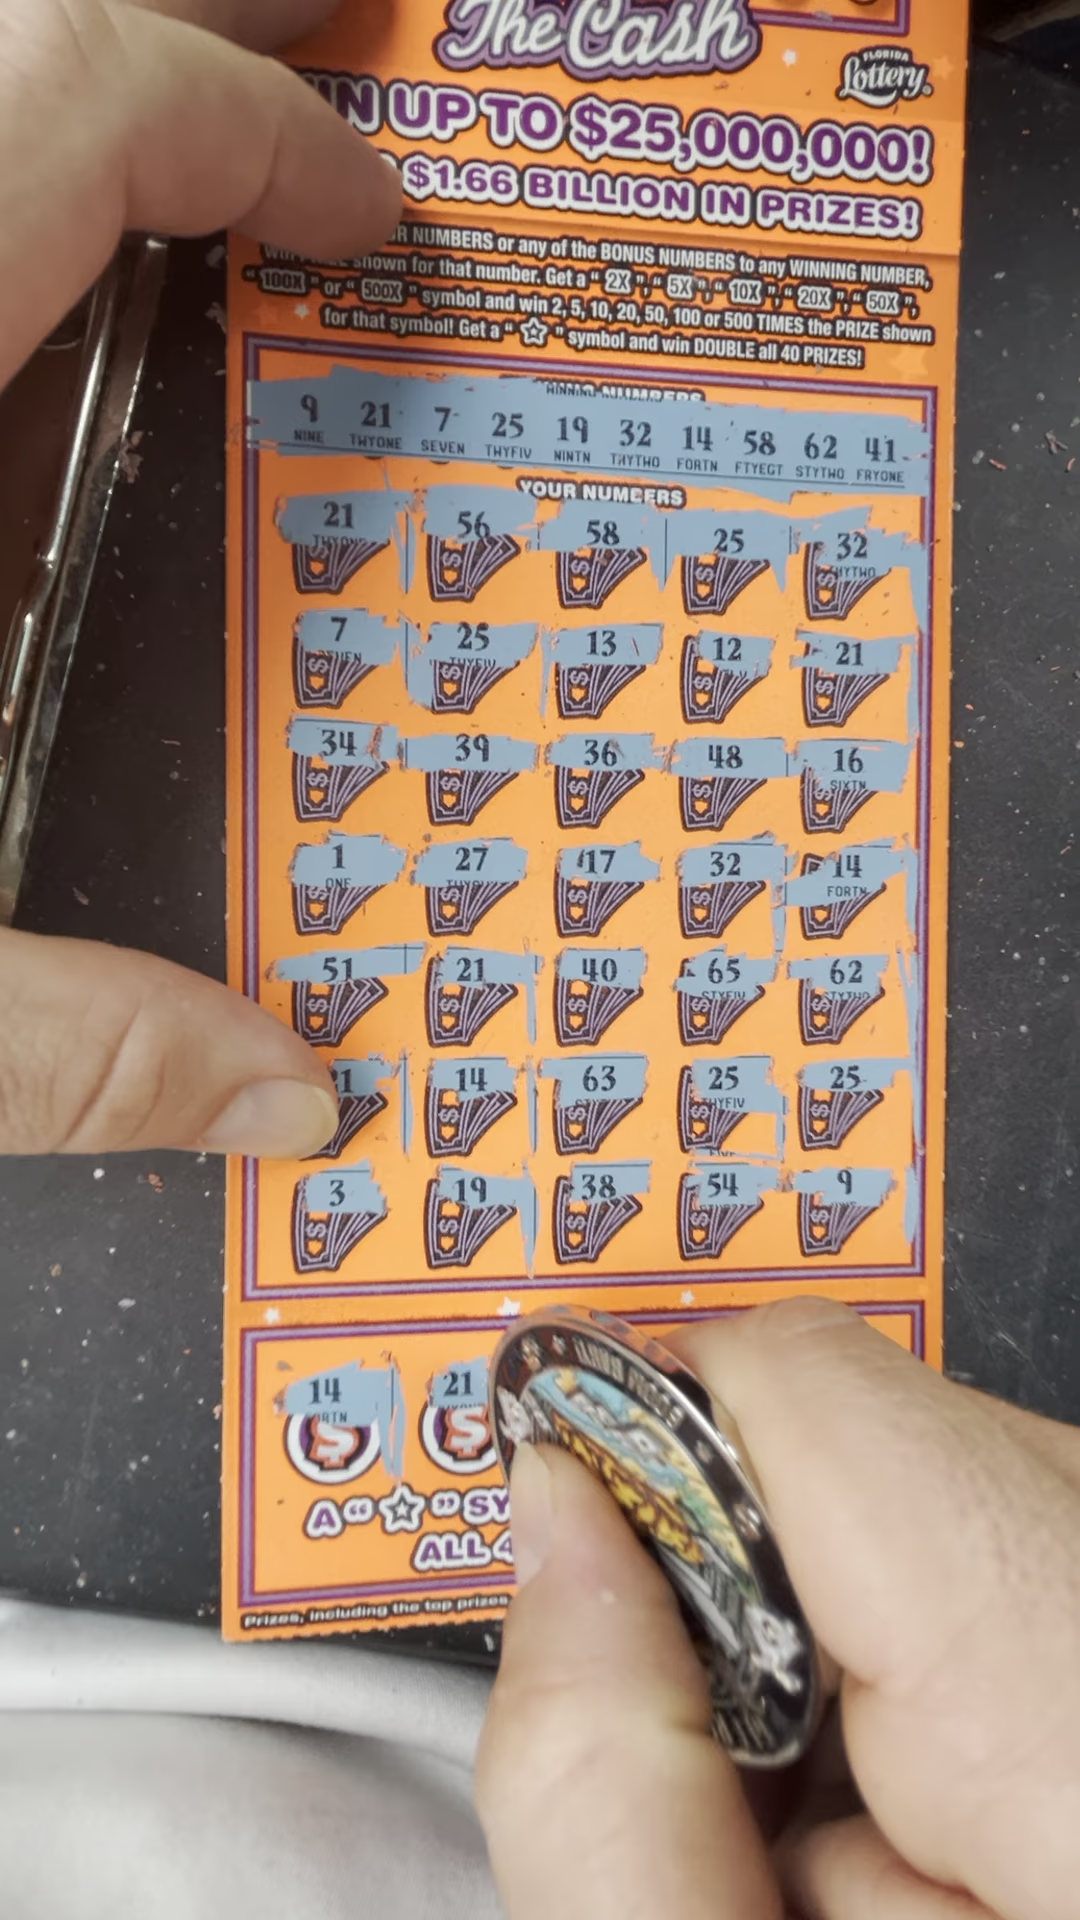 The Cash
FLORIDA
Lottery
UP TO $25,000,000!
$1.66 BILLION IN PRIZES!
NUMBERS or any of the BONUS NUMBERS to any WINNING NUMBER,
shown for that number. Get a "2X", "5X", "10X", "20X", "50X",
"100X" or "500X" symbol and win 2, 5, 10, 20, 50, 100 or 500 TIMES the PRIZE shown
for that symbol! Get a "☆" symbol and win DOUBLE all 40 PRIZES!
WINNING NUMBERS
9 21 7 25 19 32 14 58 62 41
NINE TWYONE SEVEN TWYFIV NINTN TRYTWO FORTN FTYEGT STYTWO FRYONE
YOUR NUMBERS
21 56 58 25 32
7 25 13 12 21
34 39 36 48 16
SIXTN
1 27 17 32 14
ONE FORTN
51 21 40 65 62
14 63 25 25
3 19 38 54 9
14 21
A "☆"
ALL
Prizes, including the top prizes